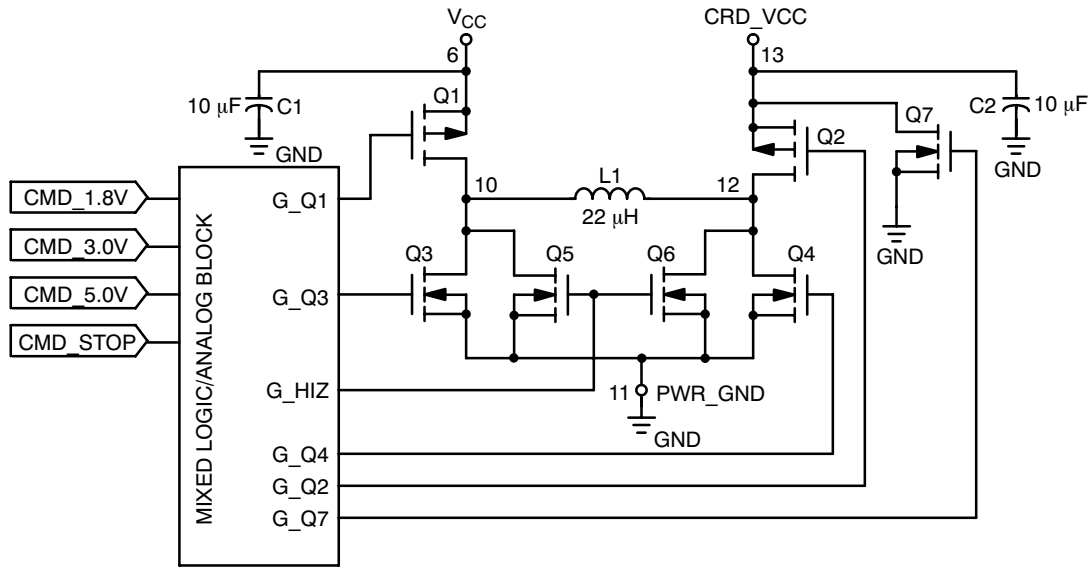 VCC
CRD_VCC
6
13
Q1
10 μF
C1
Q7
C2
10 μF
Q2
GND
GND
CMD_1.8V
G_Q1
10
L1
12
22 μH
CMD_3.0V
GND
Q3
Q5
Q6
Q4
CMD_5.0V
G_Q3
CMD_STOP
MIXED LOGIC/ANALOG BLOCK
G_HIZ
11
PWR_GND
GND
G_Q4
G_Q2
G_Q7